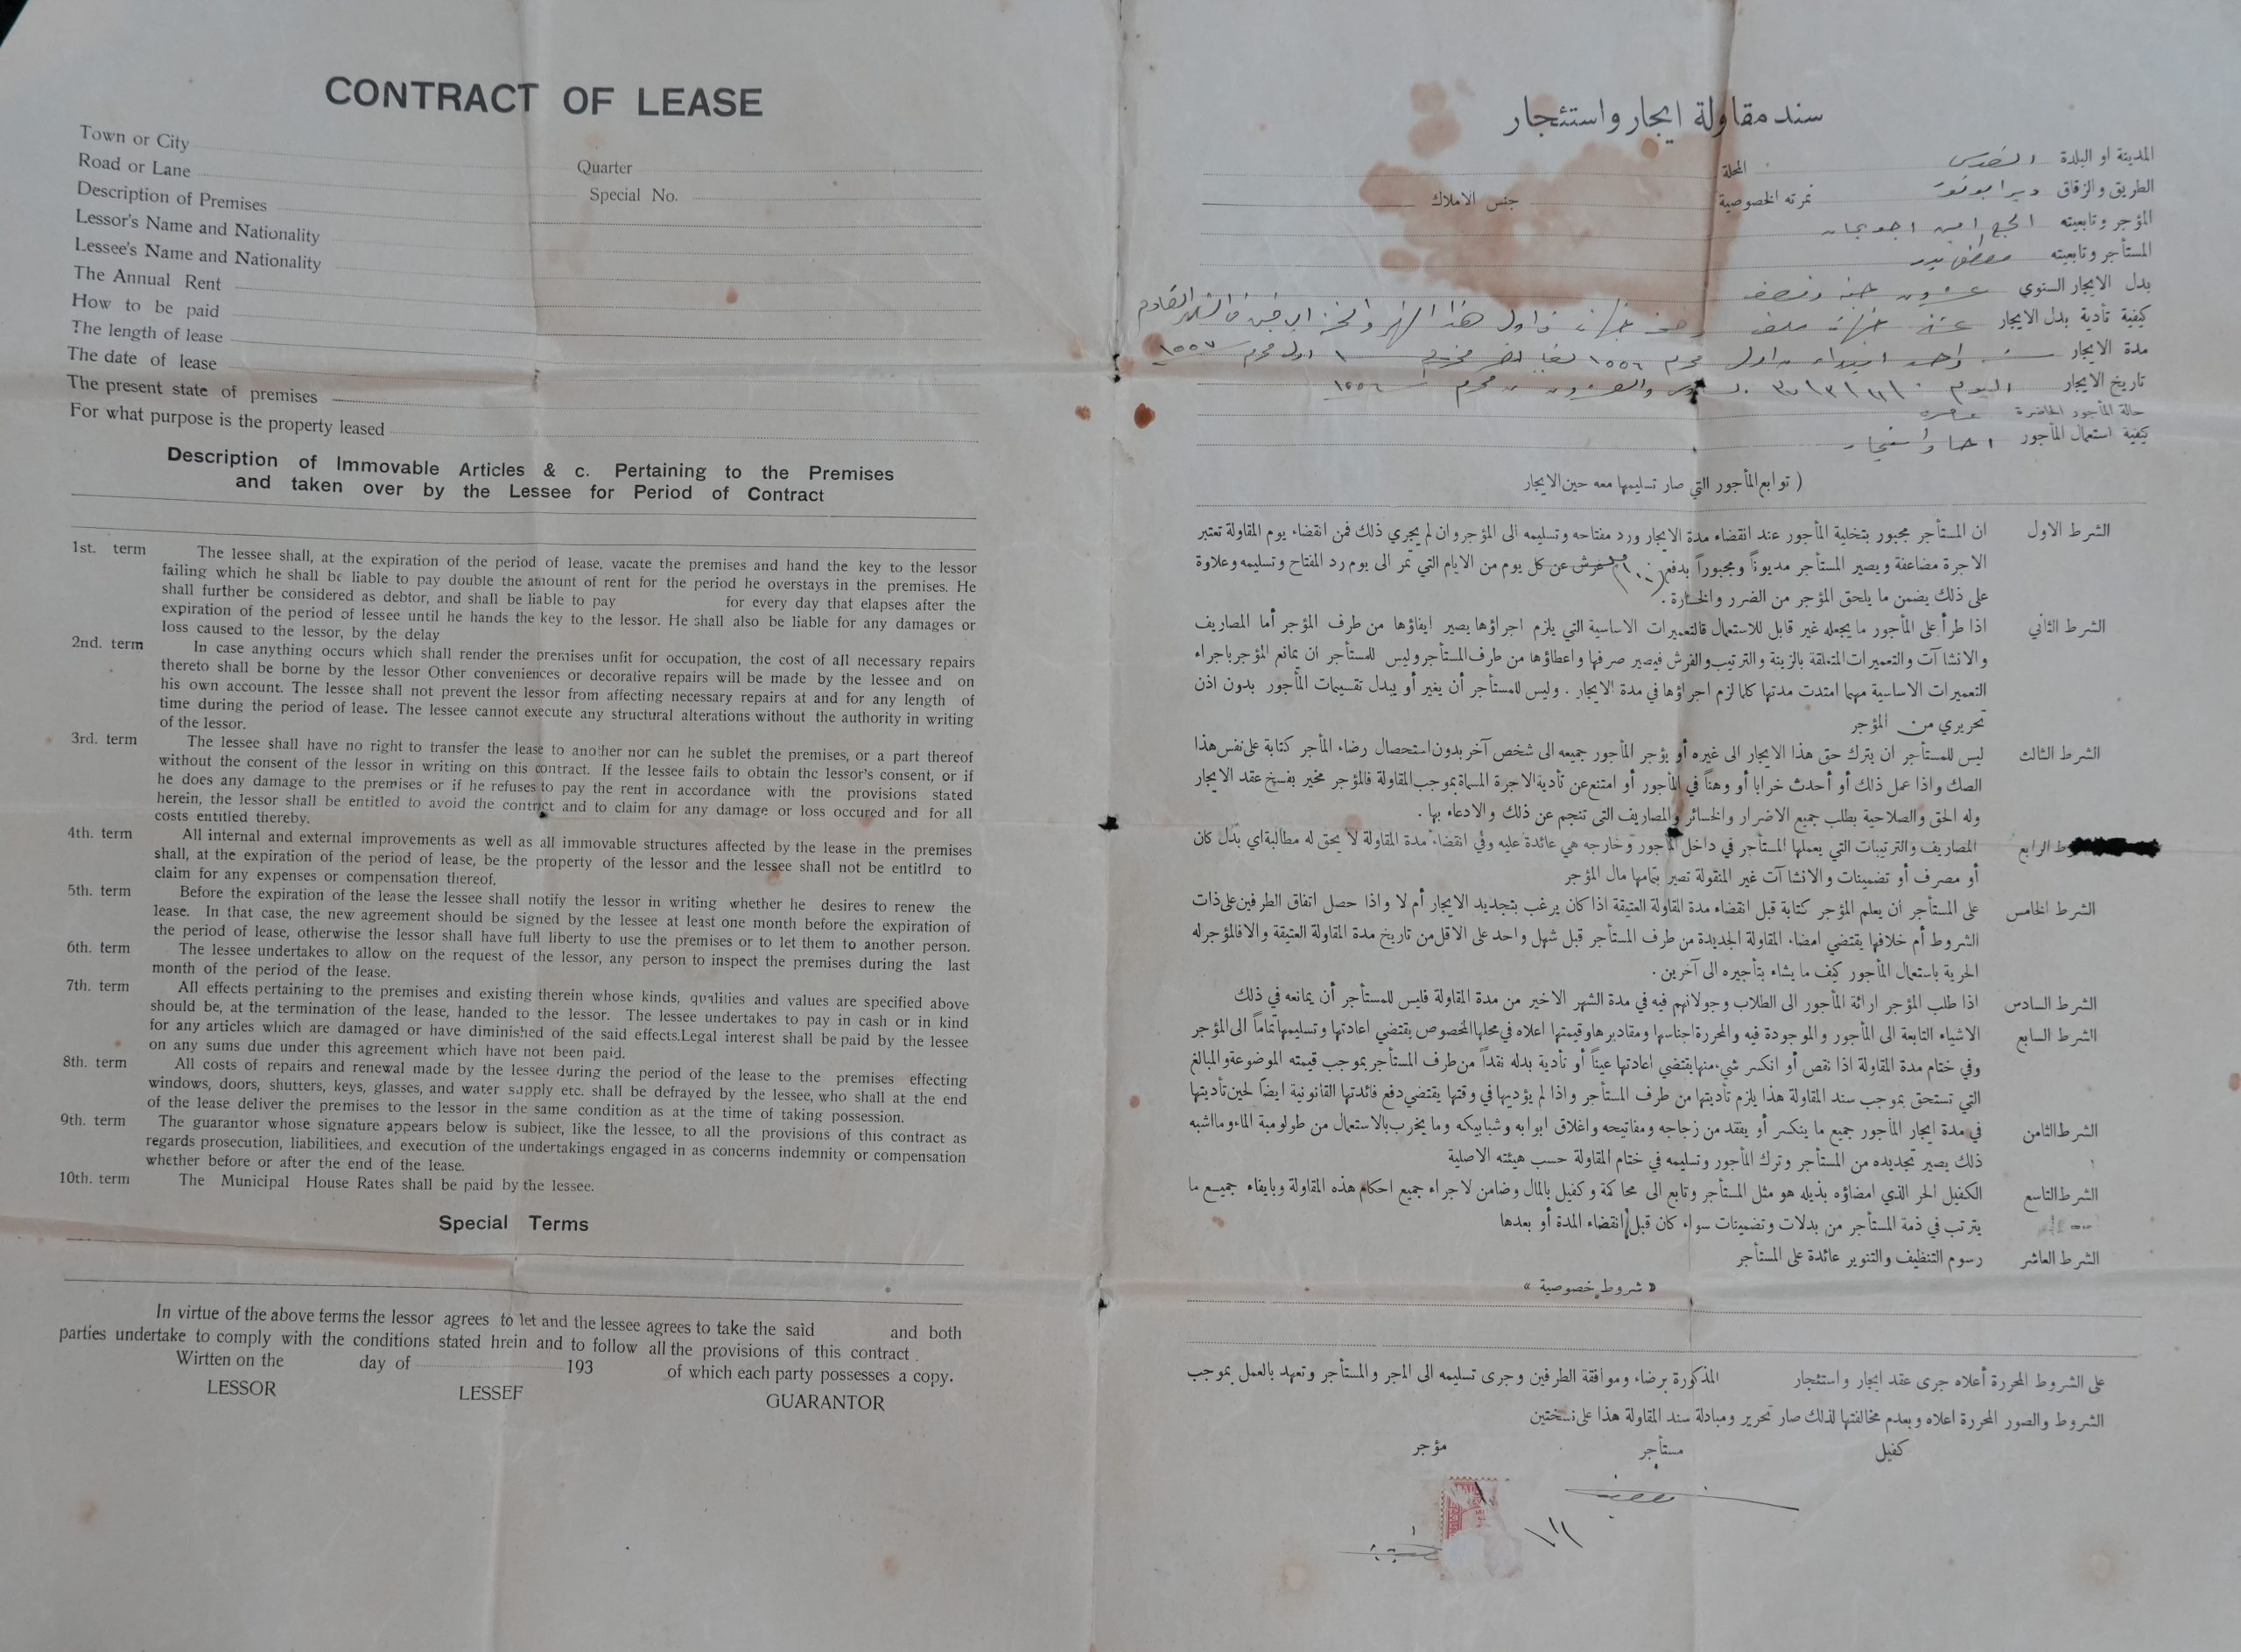 CONTRACT OF LEASE
Town or City
Quarter
Road or Lane
Special No.
Description of Premises
Lessor's Name and Nationality
Lessee's Name and Nationality
The Annual Rent
How to be paid
The length of lease
The date of lease
The present state of premises
For what purpose is the property leased
Description of Immovable Articles & c. Pertaining to the Premises
and taken over by the Lessee for Period of Contract
1st. term The lessee shall, at the expiration of the period of lease, vacate the premises and hand the key to the lessor
failing which he shall be liable to pay double the amount of rent for the period he overstays in the premises. He
shall further be considered as debtor, and shall be liable to pay for every day that elapses after the
expiration of the period of lessee until he hands the key to the lessor. He shall also be liable for any damages or
loss caused to the lessor, by the delay
2nd. term In case anything occurs which shall render the premises unfit for occupation, the cost of all necessary repairs
thereto shall be borne by the lessor Other conveniences or decorative repairs will be made by the lessee and on
his own account. The lessee shall not prevent the lessor from affecting necessary repairs at and for any length of
time during the period of lease. The lessee cannot execute any structural alterations without the authority in writing
of the lessor.
3rd. term The lessee shall have no right to transfer the lease to another nor can he sublet the premises, or a part thereof
without the consent of the lessor in writing on this contract. If the lessee fails to obtain thc lessor's consent, or if
he does any damage to the premises or if he refuses to pay the rent in accordance with the provisions stated
herein, the lessor shall be entitled to avoid the contrict and to claim for any damage or loss occured and for all
costs entitled thereby.
4th. term All internal and external improvements as well as all immovable structures affected by the lease in the premises
shall, at the expiration of the period of lease, be the property of the lessor and the lessee shall not be entitlrd to
claim for any expenses or compensation thereof.
5th. term Before the expiration of the lease the lessee shall notify the lessor in writing whether he desires to renew the
lease. In that case, the new agreement should be signed by the lessee at least one month before the expiration of
the period of lease, otherwise the lessor shall have full liberty to use the premises or to let them to another person.
6th. term The lessee undertakes to allow on the request of the lessor, any person to inspect the premises during the last
month of the period of the lease.
7th. term All effects pertaining to the premises and existing therein whose kinds, qualities and values are specified above
should be, at the termination of the lease, handed to the lessor. The lessee undertakes to pay in cash or in kind
for any articles which are damaged or have diminished of the said effects.Legal interest shall be paid by the lessee
on any sums due under this agreement which have not been paid.
8th. term All costs of repairs and renewal made by the lessee during the period of the lease to the premises effecting
windows, doors, shutters, keys, glasses, and water supply etc. shall be defrayed by the lessee, who shall at the end
of the lease deliver the premises to the lessor in the same condition as at the time of taking possession.
9th. term The guarantor whose signature appears below is subject, like the lessee, to all the provisions of this contract as
regards prosecution, liabilitiees, and execution of the undertakings engaged in as concerns indemnity or compensation
whether before or after the end of the lease.
10th. term The Municipal House Rates shall be paid by the lessee.
Special Terms
In virtue of the above terms the lessor agrees to let and the lessee agrees to take the said and both
parties undertake to comply with the conditions stated hrein and to follow all the provisions of this contract .
Wirtten on the day of 193 of which each party possesses a copy.
LESSOR LESSEF GUARANTOR
سند مقاولة ايجار واستئجار
المدينة او البلدة القدس المحلة
الطريق والزقاق نمرته الخصوصية جنس الاملاك
المؤجر وتابعيته الحج امين
المستأجر وتابعيته
بدل الايجار السنوي عشرون جنيه ونصف
كيفية تأدية بدل الايجار
مدة الايجار
تاريخ الايجار اليوم
حالة المأجور الحاضرة
كيفية استعمال المأجور
( توابع المأجور التي صار تسليمها معه حين الايجار
الشرط الاول ان المستأجر مجبور بتخلية المأجور عند انقضاء مدة الايجار ورد مفتاحه وتسليمه الى المؤجر وان لم يجري ذلك فمن انقضاء يوم المقاولة تعتبر
الاجرة مضاعفة ويصير المستأجر مديوناً ومجبوراً بدفع غرش عن كل يوم من الايام التي تمر الى يوم رد المفتاح وتسليمه وعلاوة
على ذلك يضمن ما يلحق المؤجر من الضرر والخسارة .
الشرط الثاني اذا طرأ على المأجور ما يجعله غير قابل للاستعمال فالتعميرات الاساسية التي يلزم اجراؤها يصير ايفاؤها من طرف المؤجر أما المصاريف
والانشاآت والتعميرات المتعلقة بالزينة والترتيب والفرش فيصير صرفها واعطاؤها من طرف المستأجر وليس للمستأجر ان يمانع المؤجر باجراء
التعميرات الاساسية مهما امتدت مدتها كلما لزم اجراؤها في مدة الايجار . وليس للمستأجر أن يغير أو يبدل تقسيمات المأجور بدون اذن
تحريري من المؤجر
الشرط الثالث ليس للمستأجر ان يترك حق هذا الايجار الى غيره أو يؤجر المأجور جميعه الى شخص آخر بدون استحصال رضاء المأجر كتابة على نفس هذا
الصك واذا عمل ذلك أو أحدث خرابا أو وهناً في المأجور أو امتنع عن تأدية الاجرة المسماة بموجب المقاولة فالمؤجر مخير بفسخ عقد الايجار
وله الحق والصلاحية بطلب جميع الاضرار والخسائر والمصاريف التي تنجم عن ذلك والادعاء بها .
الرابع المصاريف والترتيبات التي يعملها المستأجر في داخل المأجور وخارجه هي عائدة عليه وفي انقضاء مدة المقاولة لا يحق له مطالبة اي بدل كان
أو مصرف أو تضمينات والانشاآت غير المنقولة تصير بتمامها مال المؤجر
الشرط الخامس على المستأجر أن يعلم المؤجر كتابة قبل انقضاء مدة المقاولة العتيقة اذا كان يرغب بتجديد الايجار أم لا واذا حصل اتفاق الطرفين على ذات
الشروط أم خلافها يقتضي امضاء المقاولة الجديدة من طرف المستأجر قبل شهل واحد على الاقل من تاريخ مدة المقاولة العتيقة والا فالمؤجر له
الحرية باستعمال المأجور كيف ما يشاء بتأجيره الى آخرين .
الشرط السادس اذا طلب المؤجر ارائة المأجور الى الطلاب وجولانهم فيه في مدة الشهر الاخير من مدة المقاولة فليس للمستأجر أن يمانعه في ذلك
الشرط السابع الاشياء التابعة الى المأجور والموجودة فيه والمحررة اجناسها ومقاديرها وقيمتها اعلاه في محلها المخصوص يقتضي اعادتها وتسليمها تماماً الى المؤجر
وفي ختام مدة المقاولة اذا نقص أو انكسر شيء منها يقتضي اعادتها عيناً أو تأدية بدله نقداً من طرف المستأجر بموجب قيمته الموضوعة والمبالغ
التي تستحق بموجب سند المقاولة هذا يلزم تأديتها من طرف المستأجر واذا لم يؤديها في وقتها يقتضي دفع فائدتها القانونية ايضاً لحين تأديتها
الشرط الثامن في مدة ايجار المأجور جميع ما ينكسر أو يفقد من زجاجه ومفاتيحه واغلاق ابوابه وشبابيكه وما يخرب بالاستعمال من طولومبة الماء وما اشبه
ذلك يصير تجديده من المستأجر وترك المأجور وتسليمه في ختام المقاولة حسب هيئته الاصلية
الشرط التاسع الكفيل الحر الذي امضاؤه بذيله هو مثل المستأجر وتابع الى محاكمة وكفيل بالمال وضامن لاجراء جميع احكام هذه المقاولة وبايفاء جميع ما
يترتب في ذمة المستأجر من بدلات وتضمينات سواء كان قبل انقضاء المدة أو بعدها
الشرط العاشر رسوم التنظيف والتنوير عائدة على المستأجر
« شروط خصوصية »
على الشروط المحررة أعلاه جرى عقد ايجار واستئجار المذكورة برضاء وموافقة الطرفين وجرى تسليمه الى المجر والمستأجر وتعهد بالعمل بموجب
الشروط والصور المحررة اعلاه وبعدم مخالفتها لذلك صار تحرير ومبادلة سند المقاولة هذا على نسختين
كفيل مستأجر مؤجر